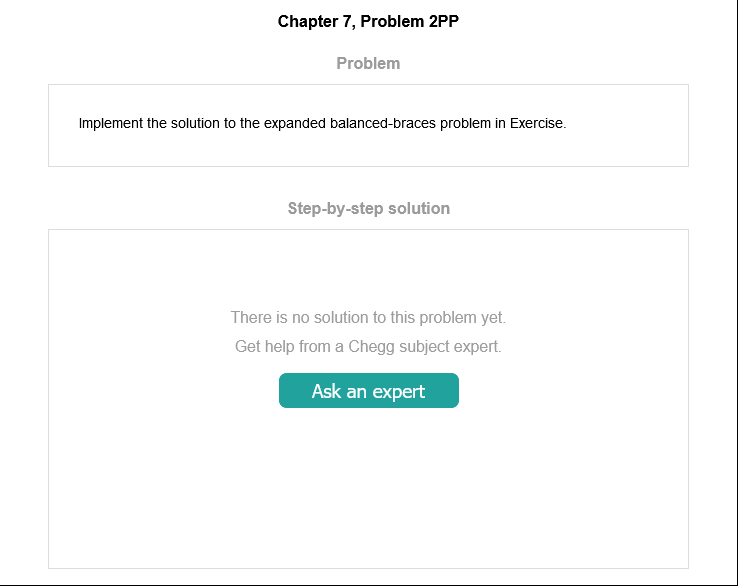 Chapter 7, Problem 2PP
Problem
Implement the solution to the expanded balanced-braces problem in Exercise.
Step-by-step solution
There is no solution to this problem yet.
Get help from a Chegg subject expert.
Ask an expert